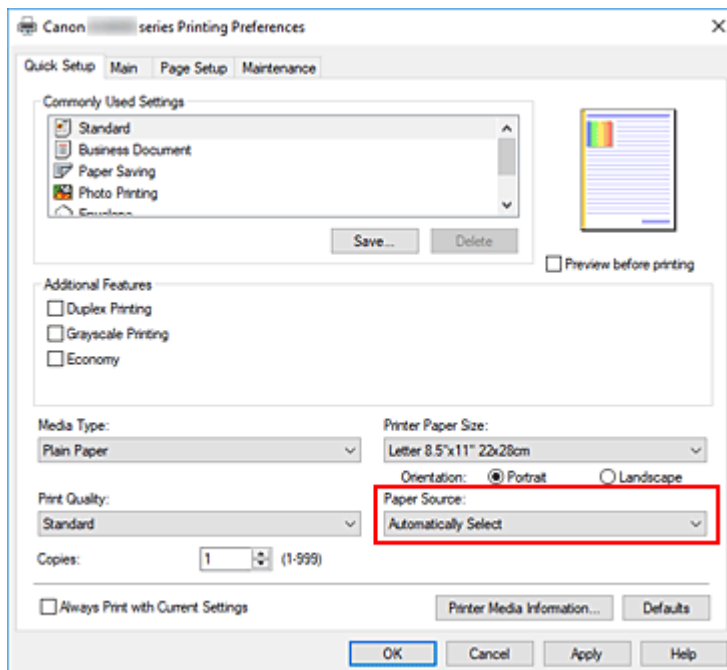 Canon series Printing Preferences
Quick Setup Main Page Setup Maintenance
Commonly Used Settings
Standard
Business Document
Paper Saving
Photo Printing
Envelope
Save... Delete
Preview before printing
Additional Features
Duplex Printing
Grayscale Printing
Economy
Media Type: Printer Paper Size:
Plain Paper Letter 8.5"x11" 22x28cm
Orientation: Portrait Landscape
Print Quality: Paper Source:
Standard Automatically Select
Copies: 1 (1-999)
Always Print with Current Settings Printer Media Information... Defaults
OK Cancel Apply Help